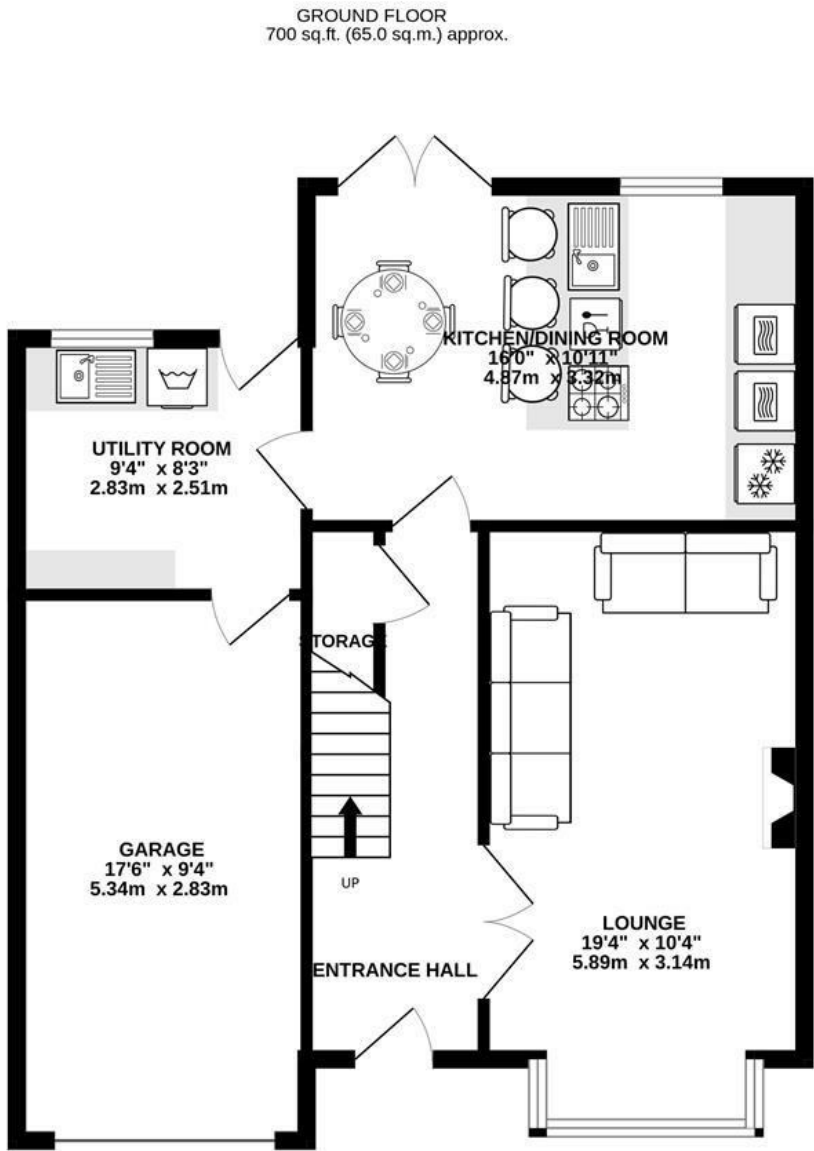 GROUND FLOOR
700 sq.ft. (65.0 sq.m.) approx.
KITCHEN/DINING ROOM
16'0" x 10'11"
4.87m x 3.32m
UTILITY ROOM
9'4" x 8'3"
2.83m x 2.51m
STORAGE
GARAGE
17'6" x 9'4"
5.34m x 2.83m
UP
LOUNGE
19'4" x 10'4"
5.89m x 3.14m
ENTRANCE HALL